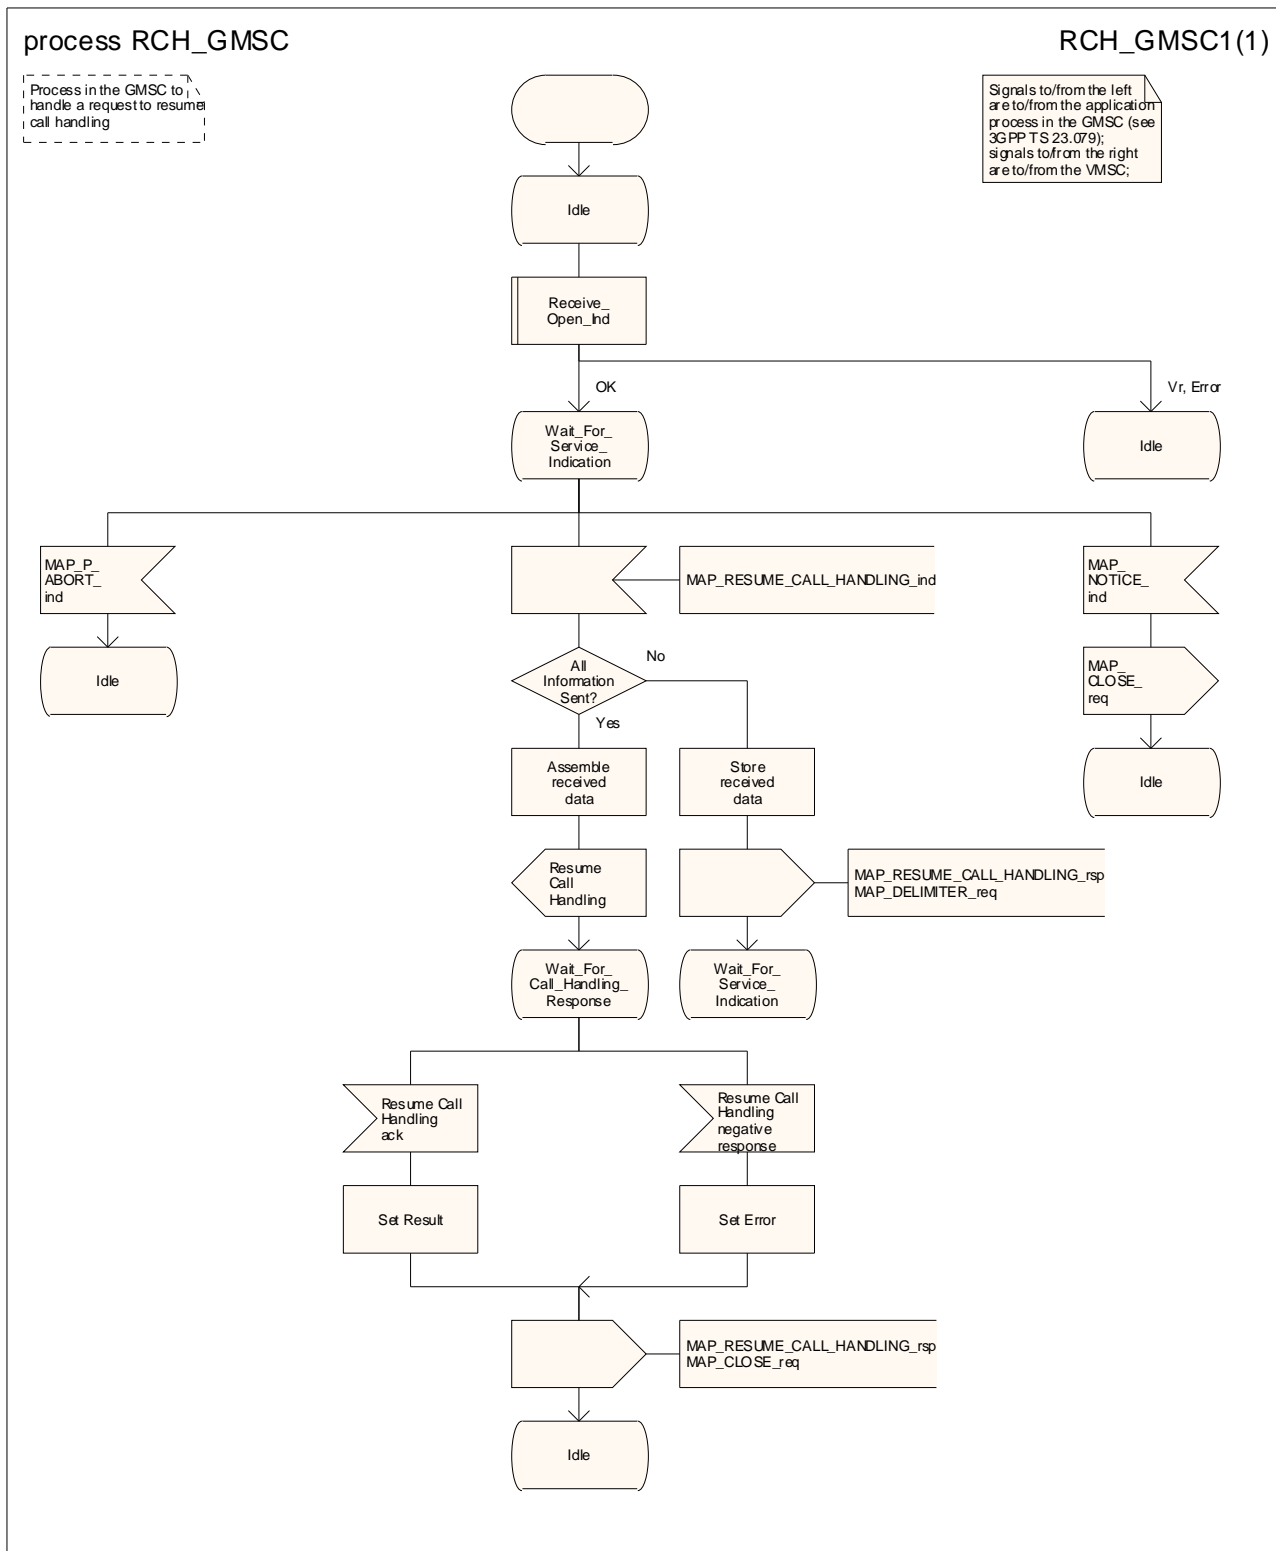 process RCH_GMSC
RCH_GMSC1(1)
Process in the GMSC to
handle a request to resume
call handling
Signals to/from the left
are to/from the application
process in the GMSC (see
3GPP TS 23.079);
signals to/from the right
are to/from the VMSC;
Idle
Receive_
Open_Ind
OK
Vr, Error
Wait_For_
Service_
Indication
Idle
MAP_P_
ABORT_
ind
MAP_RESUME_CALL_HANDLING_ind
MAP_
NOTICE_
ind
Idle
All
Information
Sent?
No
Yes
MAP_
CLOSE_
req
Assemble
received
data
Store
received
data
Idle
Resume
Call
Handling
MAP_RESUME_CALL_HANDLING_rsp
MAP_DELIMITER_req
Wait_For_
Call_Handling_
Response
Wait_For_
Service_
Indication
Resume Call
Handling
ack
Resume Call
Handling
negative
response
Set Result
Set Error
MAP_RESUME_CALL_HANDLING_rsp
MAP_CLOSE_req
Idle